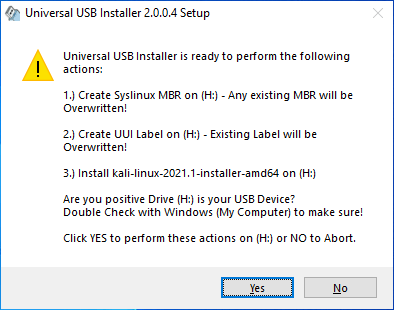 Universal USB Installer 2.0.0.4 Setup
Universal USB Installer is ready to perform the following
actions:
1.) Create Syslinux MBR on (H:) - Any existing MBR will be
Overwritten!
2.) Create UUI Label on (H:) - Existing Label will be
Overwritten!
3.) Install kali-linux-2021.1-installer-amd64 on (H:)
Are you positive Drive (H:) is your USB Device?
Double Check with Windows (My Computer) to make sure!
Click YES to perform these actions on (H:) or NO to Abort.
Yes No